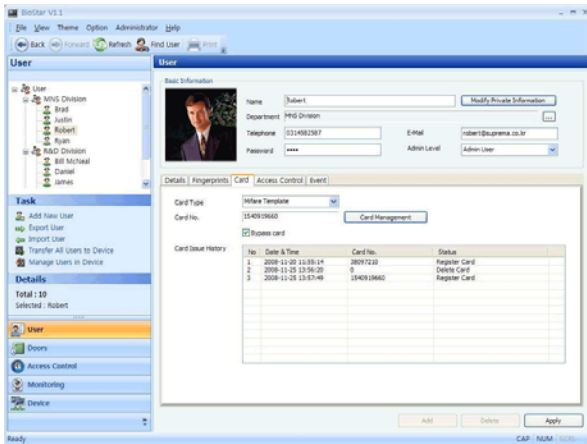 BioStar V1.1
File View Theme Option Administrator Help
Back Forward Refresh Find User Print
User
User
MNS Division
Brad
Justin
Robert
Ryan
R&D Division
Bill McNeal
Daniel
James
Task
Add New User
Export User
Import User
Transfer All Users to Device
Manage Users in Device
Details
Total : 10
Selected : Robert
User
Doors
Access Control
Monitoring
Device
User
Basic Information
Name Robert Modify Private Information
Department MNS Division ...
Telephone 0314582587 E-Mail robert@suprema.co.kr
Password •••• Admin Level Admin User
Details Fingerprints Card Access Control Event
Card Type Mifare Template
Card No. 1540919660 Card Management
Bypass card
Card Issue History
No Date & Time Card No. Status
1 2008-11-20 11:55:14 38097210 Register Card
2 2008-11-25 13:56:20 0 Delete Card
3 2008-11-25 13:57:49 1540919660 Register Card
Add Delete Apply
Ready CAP NUM SCRL